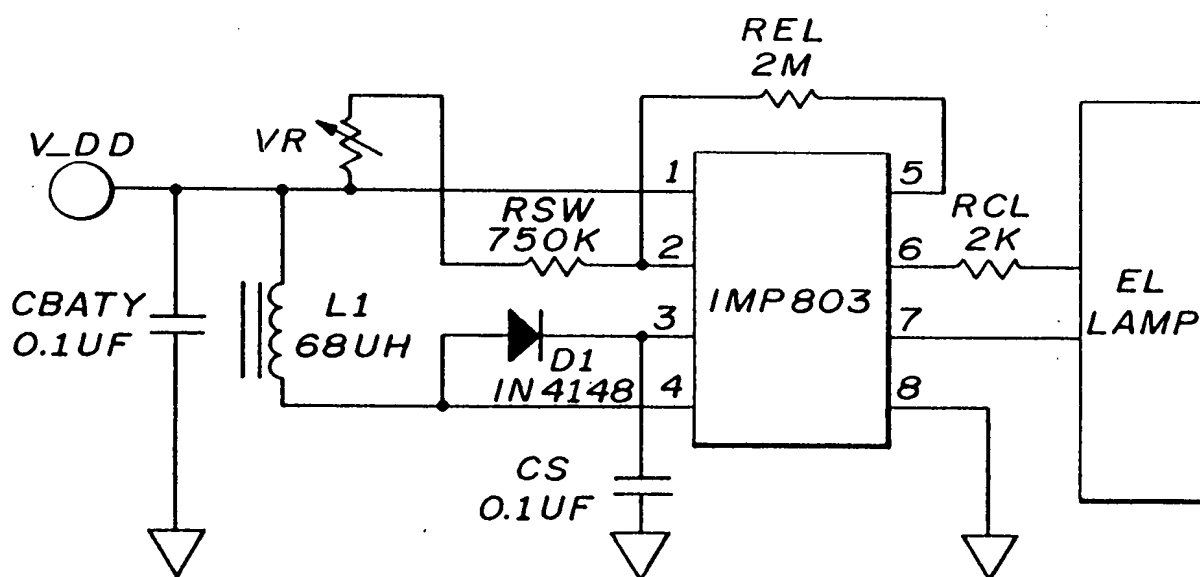 REL
2M
V_DD
VR
1
5
RSW
750K
2
RCL
2K
6
CBATY
0.1UF
L1
68UH
3
IMP803
7
EL
LAMP
D1
IN4148
4
8
CS
0.1UF